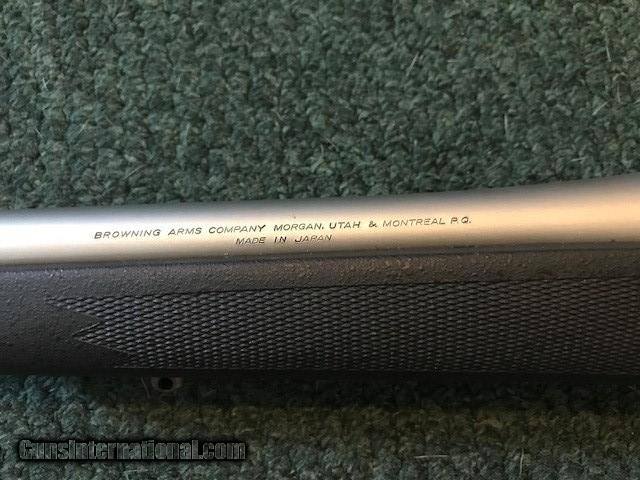 BROWNING ARMS COMPANY MORGAN, UTAH & MONTREAL P.Q.
MADE IN JAPAN
GunsInternational.com